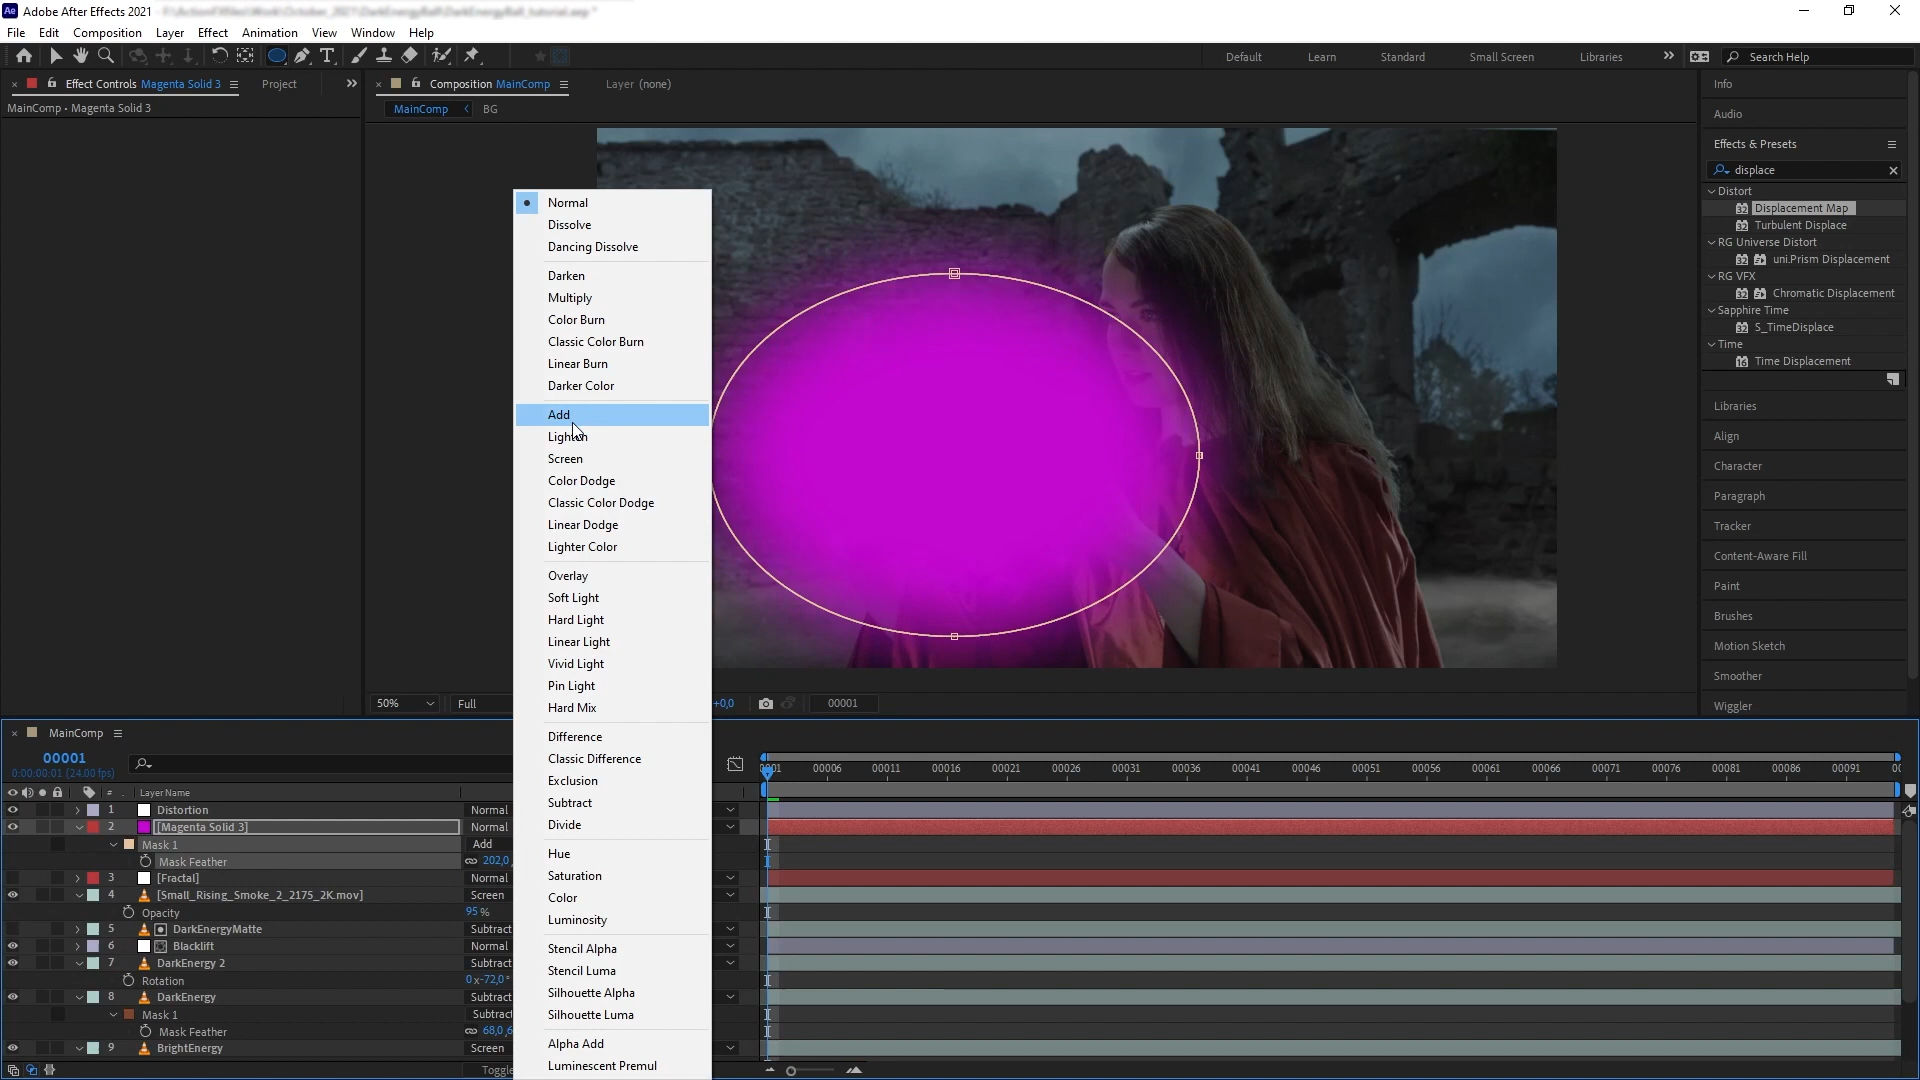 Adobe After Effects 2021
File Edit Composition Layer Effect Animation View Window Help
Default Learn Standard Small Screen Libraries » Search Help
Effect Controls Magenta Solid 3 Project »
MainComp • Magenta Solid 3
Composition MainComp Layer (none)
MainComp BG
Normal
Dissolve
Dancing Dissolve
Darken
Multiply
Color Burn
Classic Color Burn
Linear Burn
Darker Color
Add
Lighten
Screen
Color Dodge
Classic Color Dodge
Linear Dodge
Lighter Color
Overlay
Soft Light
Hard Light
Linear Light
Vivid Light
Pin Light
Hard Mix
Difference
Classic Difference
Exclusion
Subtract
Divide
Hue
Saturation
Color
Luminosity
Stencil Alpha
Stencil Luma
Silhouette Alpha
Silhouette Luma
Alpha Add
Luminescent Premul
Info
Audio
Effects & Presets
displace
Distort
Displacement Map
Turbulent Displace
RG Universe Distort
uni.Prism Displacement
RG VFX
Chromatic Displacement
Sapphire Time
S_TimeDisplace
Time
Time Displacement
Libraries
Align
Character
Paragraph
Tracker
Content-Aware Fill
Paint
Brushes
Motion Sketch
Smoother
Wiggler
50% Full +0,0 00001
MainComp
00001
0:00:00:01 (24.00 fps)
# Layer Name
1 Distortion Normal
2 [Magenta Solid 3] Normal
Mask 1 Add
Mask Feather 202,0
3 [Fractal] Normal
4 [Small_Rising_Smoke_2_2175_2K.mov] Screen
Opacity 95 %
5 DarkEnergyMatte Subtract
6 Blacklift Normal
7 DarkEnergy 2 Subtract
Rotation 0x-72,0°
8 DarkEnergy Subtract
Mask 1 Subtract
Mask Feather 68,0,6
9 BrightEnergy Screen
Toggle
0001 00006 00011 00016 00021 00026 00031 00036 00041 00046 00051 00056 00061 00066 00071 00076 00081 00086 00091 00